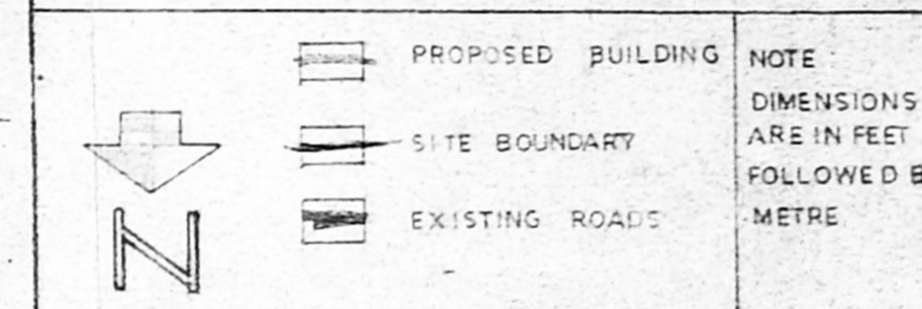 PROPOSED BUILDING
SITE BOUNDARY
EXISTING ROADS
N
NOTE
DIMENSIONS
ARE IN FEET
FOLLOWED B
METRE